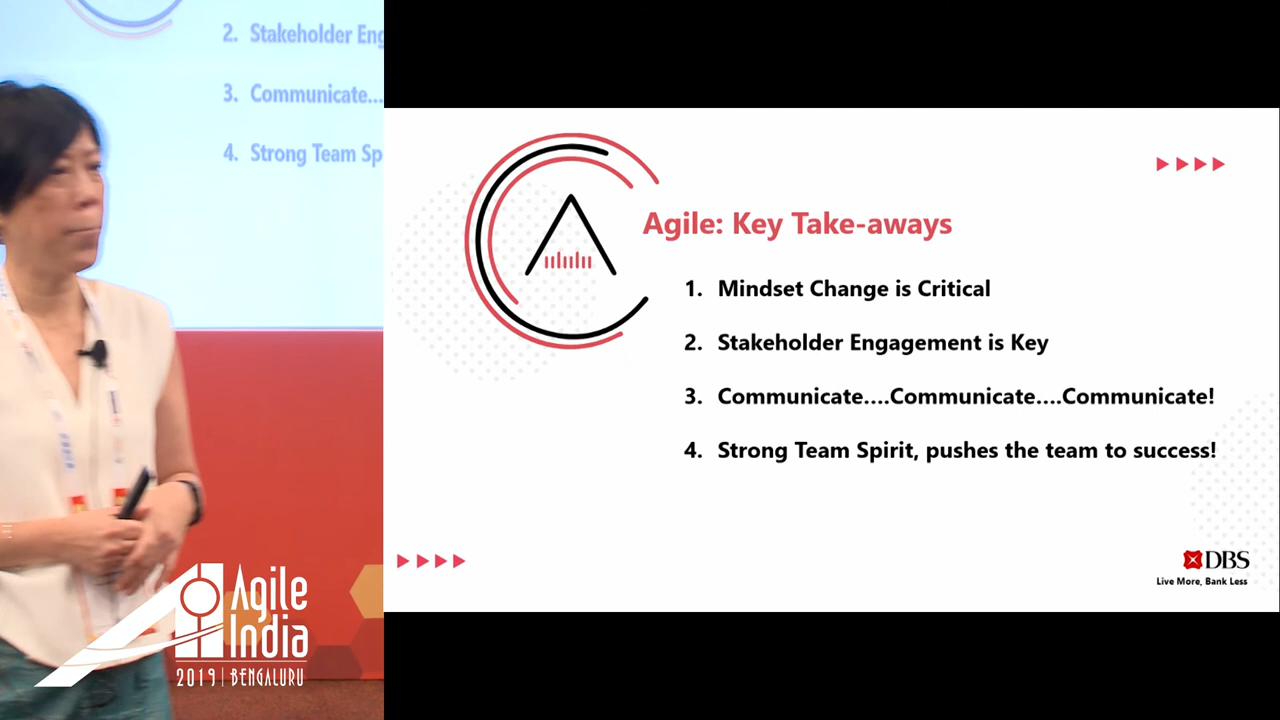 2. Stakeholder Eng
3. Communicate...
4. Strong Team Sp
Agile: Key Take-aways
1. Mindset Change is Critical
2. Stakeholder Engagement is Key
3. Communicate....Communicate....Communicate!
4. Strong Team Spirit, pushes the team to success!
DBS
Live More, Bank Less
Agile
India
2019 | BENGALURU